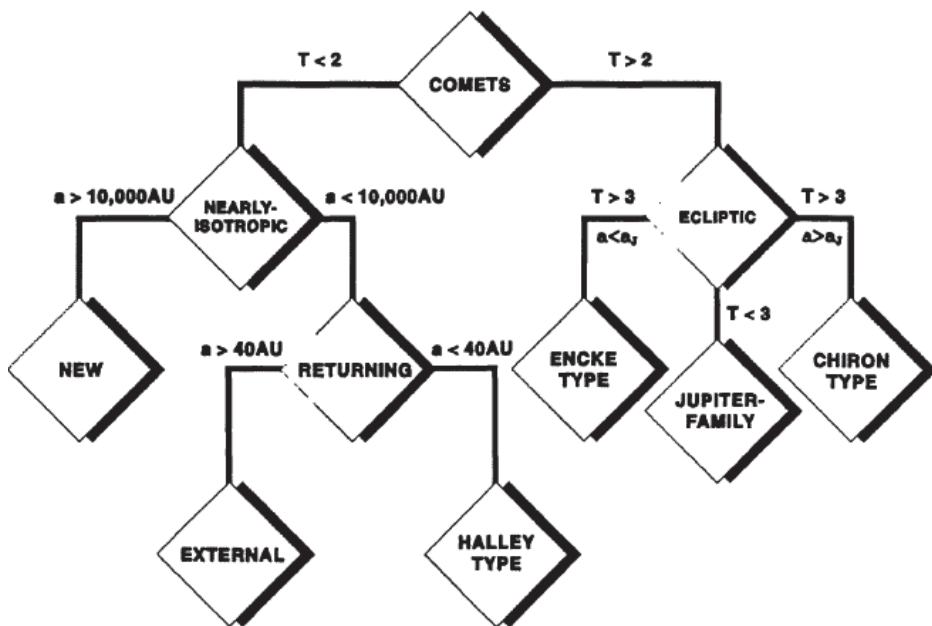 T < 2
T > 2
COMETS
a > 10,000AU
a < 10,000AU
NEARLY-
ISOTROPIC
T > 3
a<aJ
ECLIPTIC
T > 3
a>aJ
T < 3
NEW
a > 40AU
RETURNING
a < 40AU
ENCKE
TYPE
JUPITER-
FAMILY
CHIRON
TYPE
EXTERNAL
HALLEY
TYPE